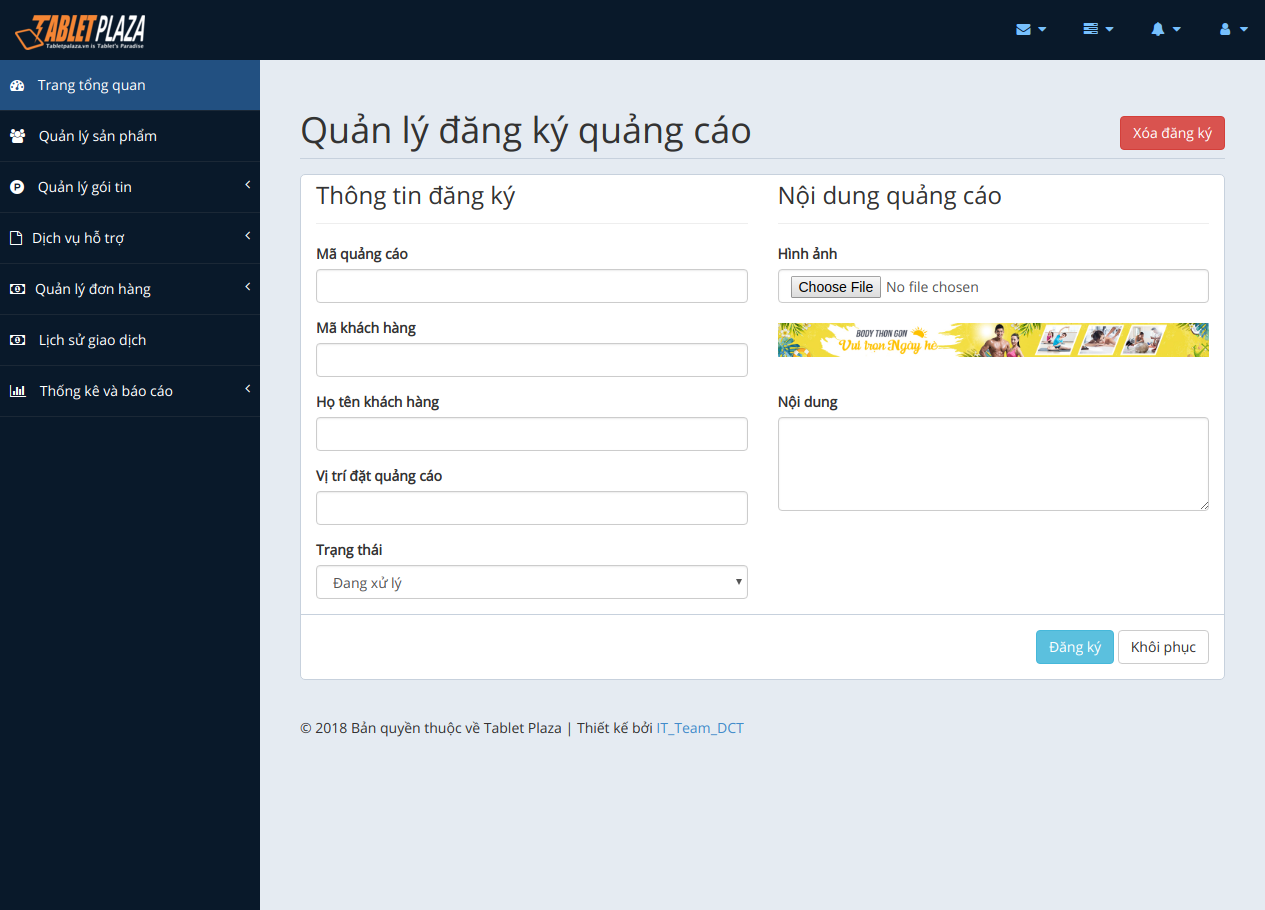 TABLETPLAZA
Tabletpalaza.vn is Tablet's Paradise
Trang tổng quan
Quản lý sản phẩm
Quản lý gói tin
Dịch vụ hỗ trợ
Quản lý đơn hàng
Lịch sử giao dịch
Thống kê và báo cáo
Quản lý đăng ký quảng cáo
Xóa đăng ký
Thông tin đăng ký
Mã quảng cáo
Mã khách hàng
Họ tên khách hàng
Vị trí đặt quảng cáo
Trạng thái
Đang xử lý
Nội dung quảng cáo
Hình ảnh
Choose File No file chosen
BODY THON GỌN
Vui trọn Ngày hè
Nội dung
Đăng ký
Khôi phục
© 2018 Bản quyền thuộc về Tablet Plaza | Thiết kế bởi IT_Team_DCT